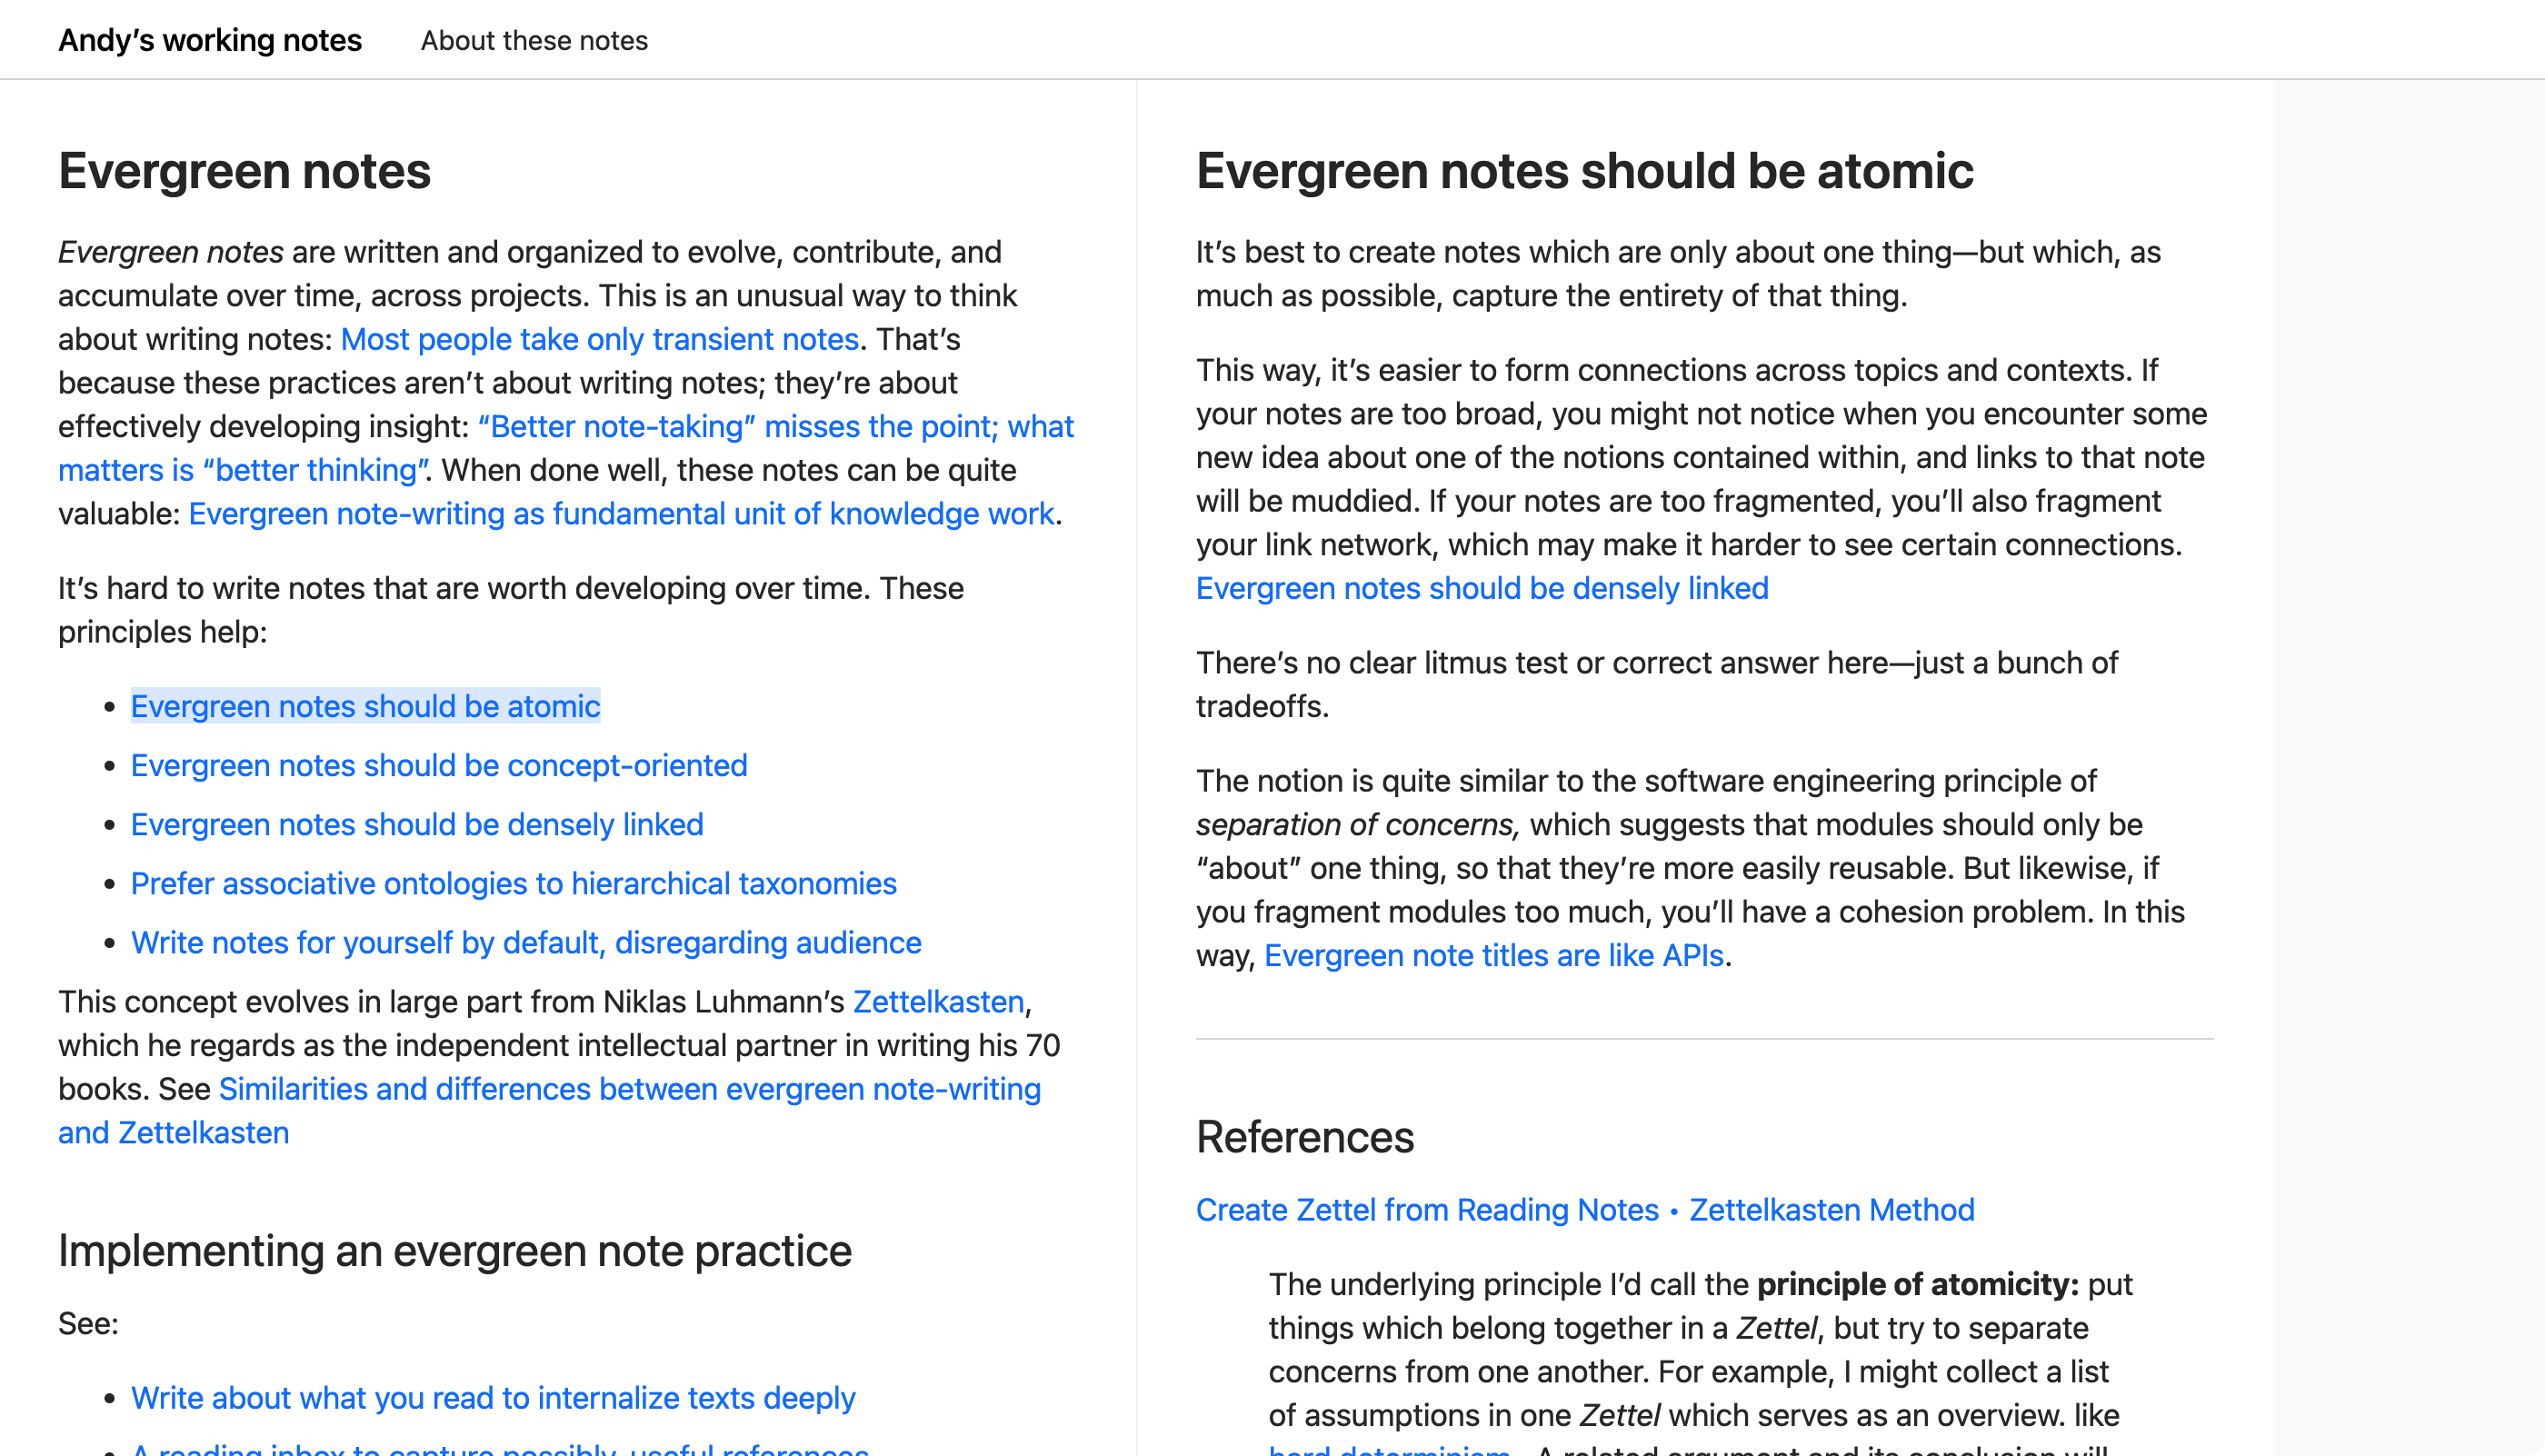 Andy’s working notes About these notes
Evergreen notes
Evergreen notes are written and organized to evolve, contribute, and
accumulate over time, across projects. This is an unusual way to think
about writing notes: Most people take only transient notes. That’s
because these practices aren’t about writing notes; they’re about
effectively developing insight: “Better note-taking” misses the point; what
matters is “better thinking”. When done well, these notes can be quite
valuable: Evergreen note-writing as fundamental unit of knowledge work.
It’s hard to write notes that are worth developing over time. These
principles help:
• Evergreen notes should be atomic
• Evergreen notes should be concept-oriented
• Evergreen notes should be densely linked
• Prefer associative ontologies to hierarchical taxonomies
• Write notes for yourself by default, disregarding audience
This concept evolves in large part from Niklas Luhmann’s Zettelkasten,
which he regards as the independent intellectual partner in writing his 70
books. See Similarities and differences between evergreen note-writing
and Zettelkasten
Implementing an evergreen note practice
See:
• Write about what you read to internalize texts deeply
• A reading inbox to capture possibly-useful references
Evergreen notes should be atomic
It’s best to create notes which are only about one thing—but which, as
much as possible, capture the entirety of that thing.
This way, it’s easier to form connections across topics and contexts. If
your notes are too broad, you might not notice when you encounter some
new idea about one of the notions contained within, and links to that note
will be muddied. If your notes are too fragmented, you’ll also fragment
your link network, which may make it harder to see certain connections.
Evergreen notes should be densely linked
There’s no clear litmus test or correct answer here—just a bunch of
tradeoffs.
The notion is quite similar to the software engineering principle of
separation of concerns, which suggests that modules should only be
“about” one thing, so that they’re more easily reusable. But likewise, if
you fragment modules too much, you’ll have a cohesion problem. In this
way, Evergreen note titles are like APIs.
References
Create Zettel from Reading Notes • Zettelkasten Method
The underlying principle I’d call the principle of atomicity: put
things which belong together in a Zettel, but try to separate
concerns from one another. For example, I might collect a list
of assumptions in one Zettel which serves as an overview. like
hard determinism . A related argument and its conclusion will